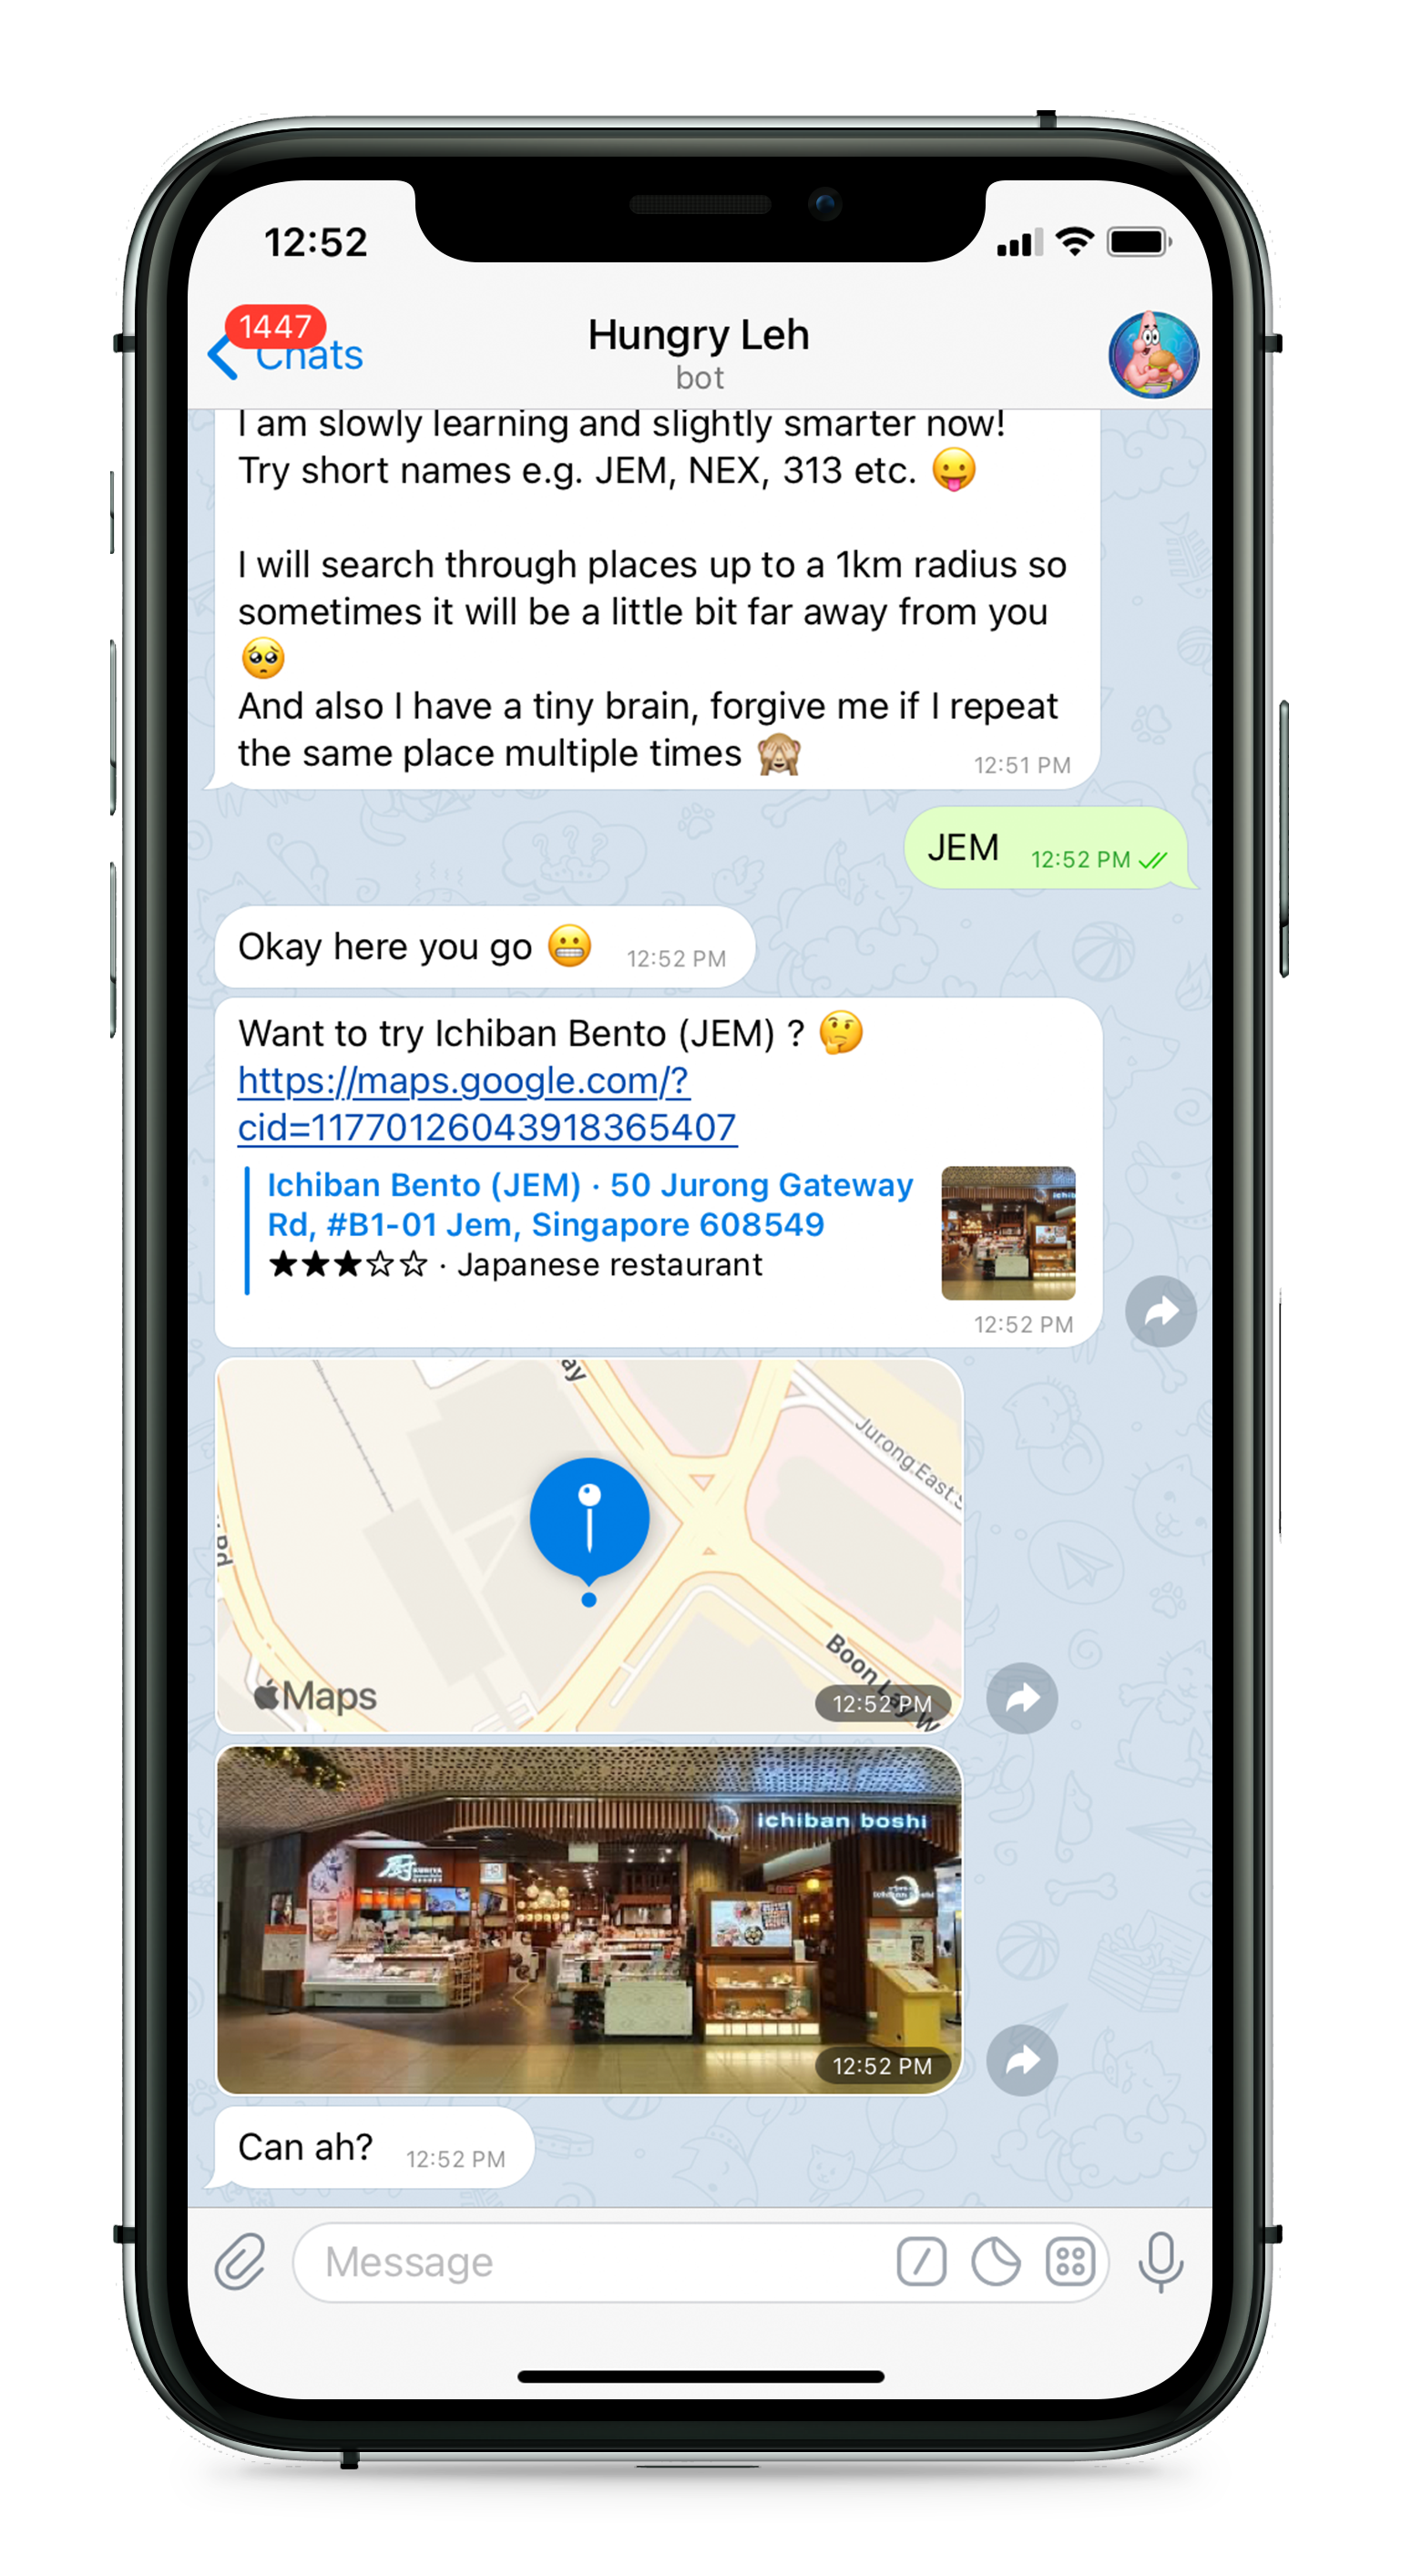 12:52
1447
Chats
Hungry Leh
bot
I am slowly learning and slightly smarter now!
Try short names e.g. JEM, NEX, 313 etc. 😛
I will search through places up to a 1km radius so
sometimes it will be a little bit far away from you
🥺
And also I have a tiny brain, forgive me if I repeat
the same place multiple times 🙈
12:51 PM
JEM 12:52 PM
Okay here you go 😬 12:52 PM
Want to try Ichiban Bento (JEM) ? 🤔
https://maps.google.com/?
cid=11770126043918365407
Ichiban Bento (JEM) · 50 Jurong Gateway
Rd, #B1-01 Jem, Singapore 608549
★★★☆☆ · Japanese restaurant
12:52 PM
ay
Jurong East
Rd
Boon Lay W
Maps
12:52 PM
ichiban boshi
厨
KURIYA
12:52 PM
Can ah? 12:52 PM
Message